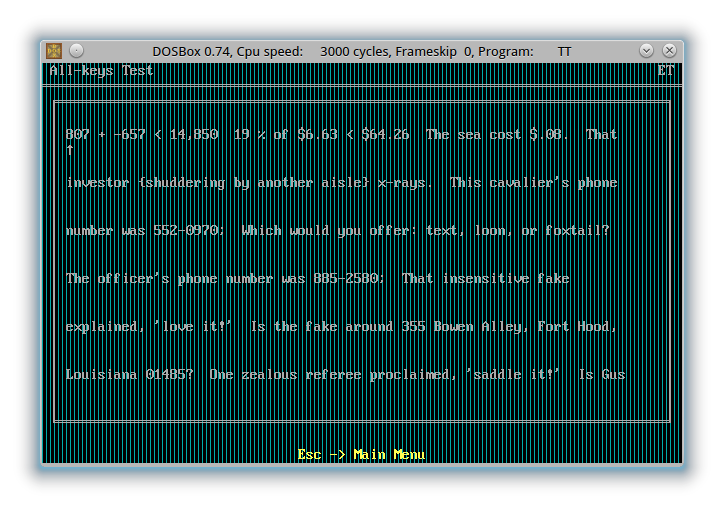 DOSBox 0.74, Cpu speed: 3000 cycles, Frameskip 0, Program: TT
All-keys Test ET
807 + -657 < 14,850 19 % of $6.63 < $64.26 The sea cost $.08. That
↑
investor {shuddering by another aisle} x-rays. This cavalier's phone
number was 552-0970; Which would you offer: text, loon, or foxtail?
The officer's phone number was 885-2580; That insensitive fake
explained, 'love it!' Is the fake around 355 Bowen Alley, Fort Hood,
Louisiana 01485? One zealous referee proclaimed, 'saddle it!' Is Gus
Esc -> Main Menu